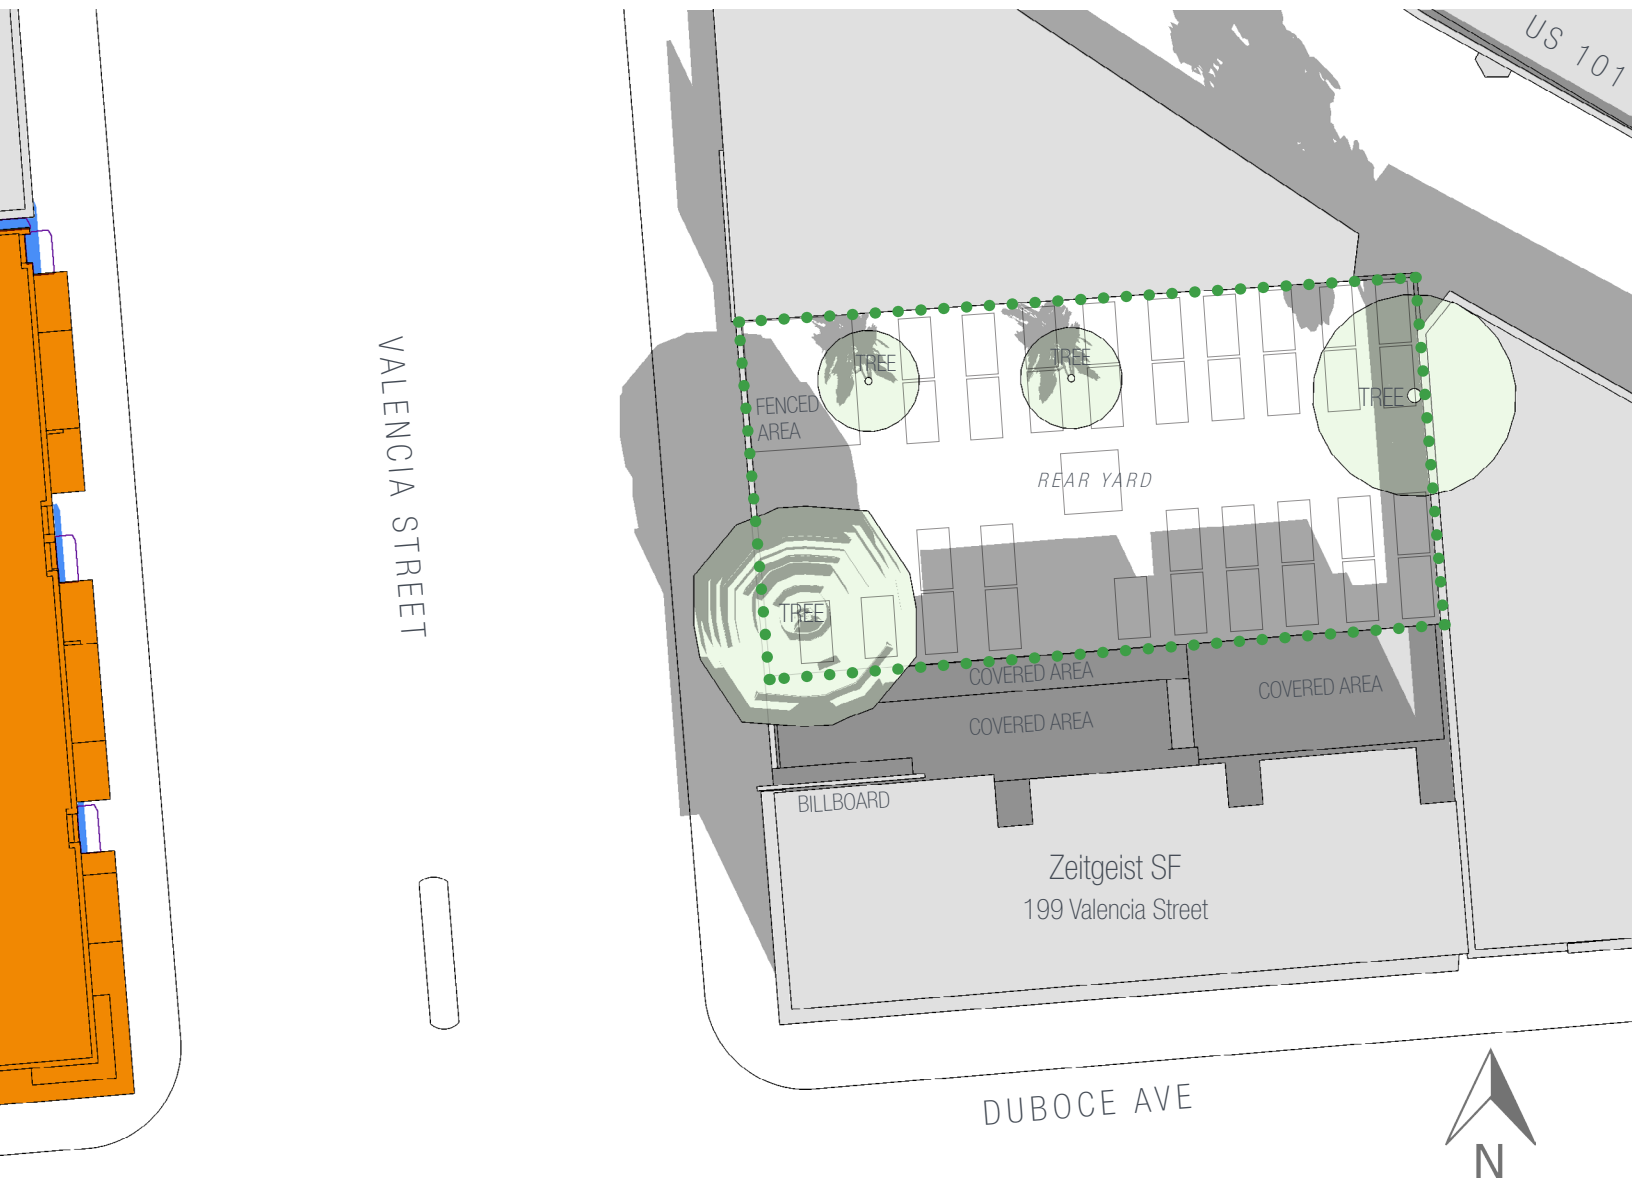 US 101
VALENCIA STREET
TREE
TREE
TREE
FENCED
AREA
REAR YARD
TREE
COVERED AREA
COVERED AREA
COVERED AREA
BILLBOARD
Zeitgeist SF
199 Valencia Street
DUBOCE AVE
N